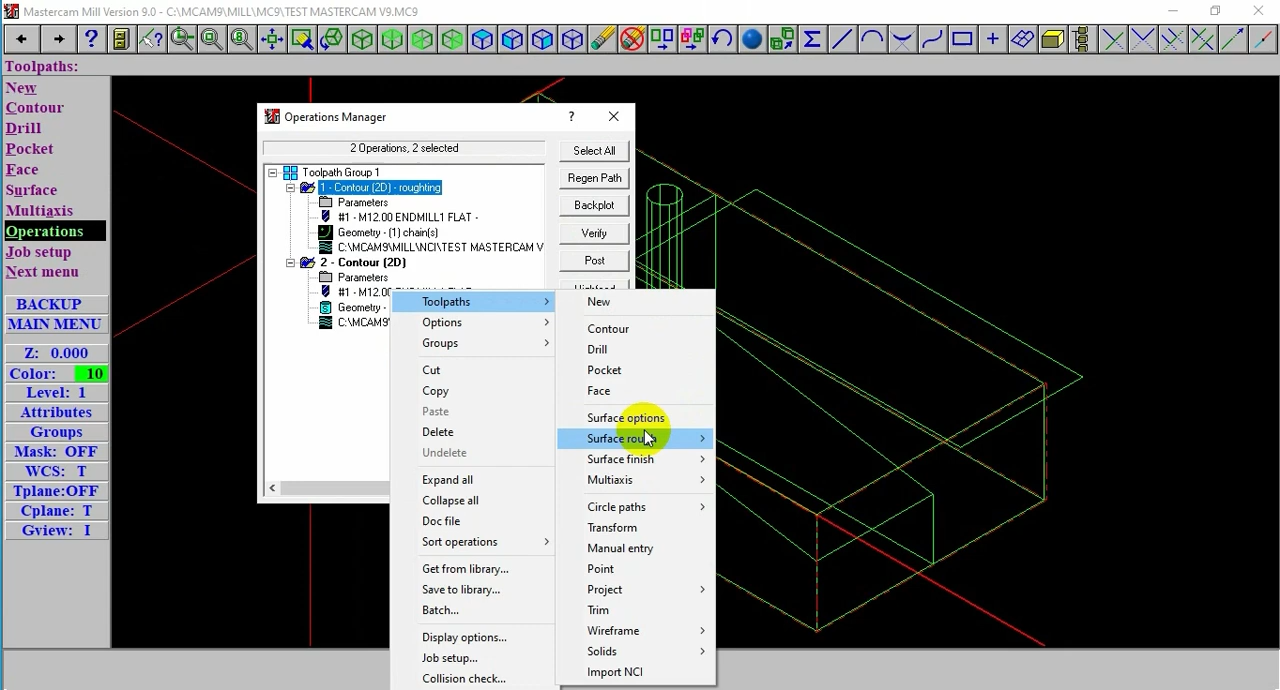 Mastercam Mill Version 9.0 - C:\MCAM9\MILL\MC9\TEST MASTERCAM V9.MC9
Toolpaths:
New
Contour
Drill
Pocket
Face
Surface
Multiaxis
Operations
Job setup
Next menu
BACKUP
MAIN MENU
Z: 0.000
Color: 10
Level: 1
Attributes
Groups
Mask: OFF
WCS: T
Tplane:OFF
Cplane: T
Gview: I
Operations Manager
2 Operations, 2 selected
Toolpath Group 1
1 - Contour (2D) - roughting
Parameters
#1 - M12.00 ENDMILL1 FLAT -
Geometry - (1) chain(s)
C:\MCAM9\MILL\NCI\TEST MASTERCAM V
2 - Contour (2D)
Parameters
#1 - M12.00
Geometry -
C:\MCAM9\
Select All
Regen Path
Backplot
Verify
Post
Highfeed
Toolpaths
Options
Groups
Cut
Copy
Paste
Delete
Undelete
Expand all
Collapse all
Doc file
Sort operations
Get from library...
Save to library...
Batch...
Display options...
Job setup...
Collision check...
New
Contour
Drill
Pocket
Face
Surface options
Surface rough
Surface finish
Multiaxis
Circle paths
Transform
Manual entry
Point
Project
Trim
Wireframe
Solids
Import NCI